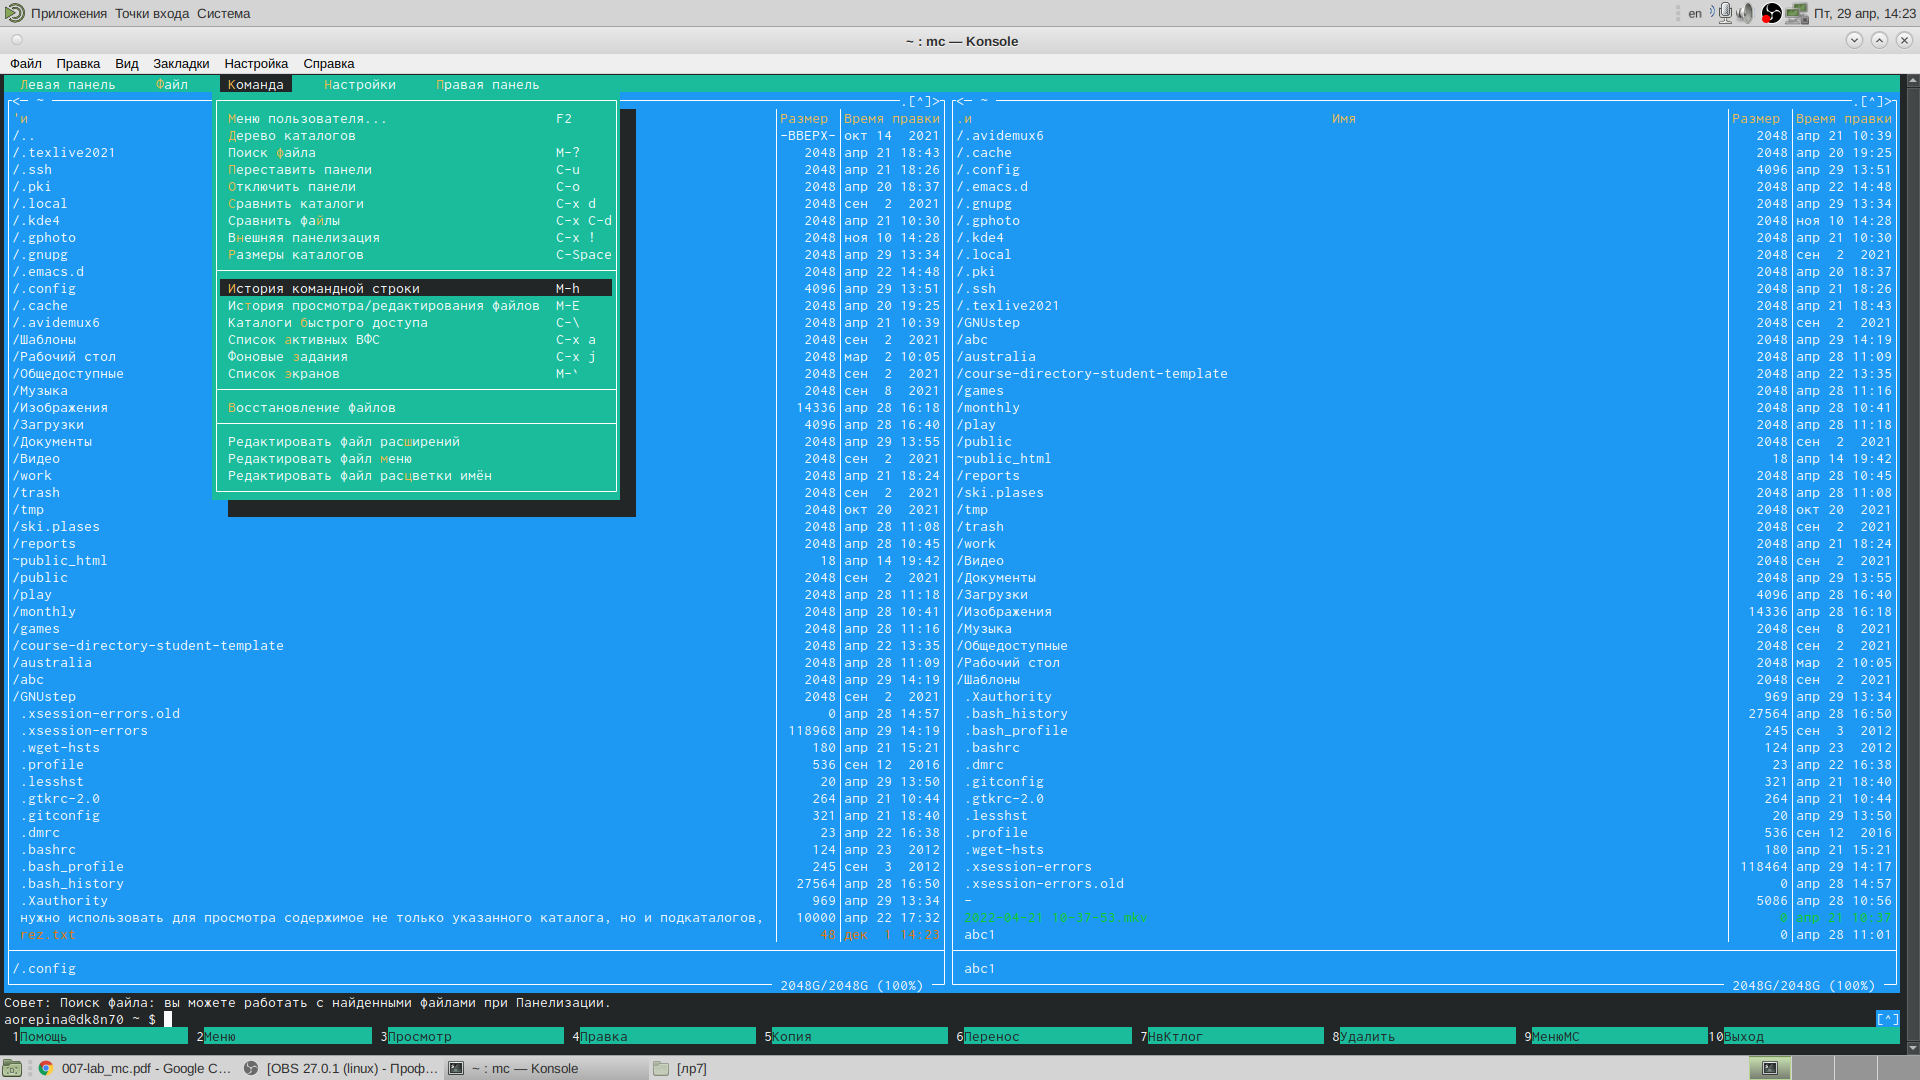 Приложения Точки входа Система
en Пт, 29 апр, 14:23
~ : mc — Konsole
Файл Правка Вид Закладки Настройка Справка
Левая панель Файл Команда Настройки Правая панель
Меню пользователя... F2
Дерево каталогов
Поиск файла M-?
Переставить панели C-u
Отключить панели C-o
Сравнить каталоги C-x d
Сравнить файлы C-x C-d
Внешняя панелизация C-x !
Размеры каталогов C-Space
История командной строки M-h
История просмотра/редактирования файлов M-E
Каталоги быстрого доступа C-\
Список активных ВФС C-x a
Фоновые задания C-x j
Список экранов M-`
Восстановление файлов
Редактировать файл расширений
Редактировать файл меню
Редактировать файл расцветки имён
<─ ~ .[^]>
'и Размер Время правки
/.. -ВВЕРХ- окт 14 2021
/.texlive2021 2048 апр 21 18:43
/.ssh 2048 апр 21 18:26
/.pki 2048 апр 20 18:37
/.local 2048 сен 2 2021
/.kde4 2048 апр 21 10:30
/.gphoto 2048 ноя 10 14:28
/.gnupg 2048 апр 29 13:34
/.emacs.d 2048 апр 22 14:48
/.config 4096 апр 29 13:51
/.cache 2048 апр 20 19:25
/.avidemux6 2048 апр 21 10:39
/Шаблоны 2048 сен 2 2021
/Рабочий стол 2048 мар 2 10:05
/Общедоступные 2048 сен 2 2021
/Музыка 2048 сен 8 2021
/Изображения 14336 апр 28 16:18
/Загрузки 4096 апр 28 16:40
/Документы 2048 апр 29 13:55
/Видео 2048 сен 2 2021
/work 2048 апр 21 18:24
/trash 2048 сен 2 2021
/tmp 2048 окт 20 2021
/ski.plases 2048 апр 28 11:08
/reports 2048 апр 28 10:45
~public_html 18 апр 14 19:42
/public 2048 сен 2 2021
/play 2048 апр 28 11:18
/monthly 2048 апр 28 10:41
/games 2048 апр 28 11:16
/course-directory-student-template 2048 апр 22 13:35
/australia 2048 апр 28 11:09
/abc 2048 апр 29 14:19
/GNUstep 2048 сен 2 2021
.xsession-errors.old 0 апр 28 14:57
.xsession-errors 118968 апр 29 14:19
.wget-hsts 180 апр 21 15:21
.profile 536 сен 12 2016
.lesshst 20 апр 29 13:50
.gtkrc-2.0 264 апр 21 10:44
.gitconfig 321 апр 21 18:40
.dmrc 23 апр 22 16:38
.bashrc 124 апр 23 2012
.bash_profile 245 сен 3 2012
.bash_history 27564 апр 28 16:50
.Xauthority 969 апр 29 13:34
нужно использовать для просмотра содержимое не только указанного каталога, но и подкаталогов, 10000 апр 22 17:32
rez.txt 48 дек 1 14:23
/.config
2048G/2048G (100%)
<─ ~ .[^]>
.и Имя Размер Время правки
/.avidemux6 2048 апр 21 10:39
/.cache 2048 апр 20 19:25
/.config 4096 апр 29 13:51
/.emacs.d 2048 апр 22 14:48
/.gnupg 2048 апр 29 13:34
/.gphoto 2048 ноя 10 14:28
/.kde4 2048 апр 21 10:30
/.local 2048 сен 2 2021
/.pki 2048 апр 20 18:37
/.ssh 2048 апр 21 18:26
/.texlive2021 2048 апр 21 18:43
/GNUstep 2048 сен 2 2021
/abc 2048 апр 29 14:19
/australia 2048 апр 28 11:09
/course-directory-student-template 2048 апр 22 13:35
/games 2048 апр 28 11:16
/monthly 2048 апр 28 10:41
/play 2048 апр 28 11:18
/public 2048 сен 2 2021
~public_html 18 апр 14 19:42
/reports 2048 апр 28 10:45
/ski.plases 2048 апр 28 11:08
/tmp 2048 окт 20 2021
/trash 2048 сен 2 2021
/work 2048 апр 21 18:24
/Видео 2048 сен 2 2021
/Документы 2048 апр 29 13:55
/Загрузки 4096 апр 28 16:40
/Изображения 14336 апр 28 16:18
/Музыка 2048 сен 8 2021
/Общедоступные 2048 сен 2 2021
/Рабочий стол 2048 мар 2 10:05
/Шаблоны 2048 сен 2 2021
.Xauthority 969 апр 29 13:34
.bash_history 27564 апр 28 16:50
.bash_profile 245 сен 3 2012
.bashrc 124 апр 23 2012
.dmrc 23 апр 22 16:38
.gitconfig 321 апр 21 18:40
.gtkrc-2.0 264 апр 21 10:44
.lesshst 20 апр 29 13:50
.profile 536 сен 12 2016
.wget-hsts 180 апр 21 15:21
.xsession-errors 118464 апр 29 14:17
.xsession-errors.old 0 апр 28 14:57
– 5086 апр 28 10:56
abc1 0 апр 28 11:01
abc1
2048G/2048G (100%)
Совет: Поиск файла: вы можете работать с найденными файлами при Панелизации.
aorepina@dk8n70 ~ $ [^]
1Помощь 2Меню 3Просмотр 4Правка 5Копия 6Перенос 7НвКтлог 8Удалить 9МенюMC 10Выход
007-lab_mc.pdf - Google C... [OBS 27.0.1 (linux) - Проф... ~ : mc — Konsole [лр7]